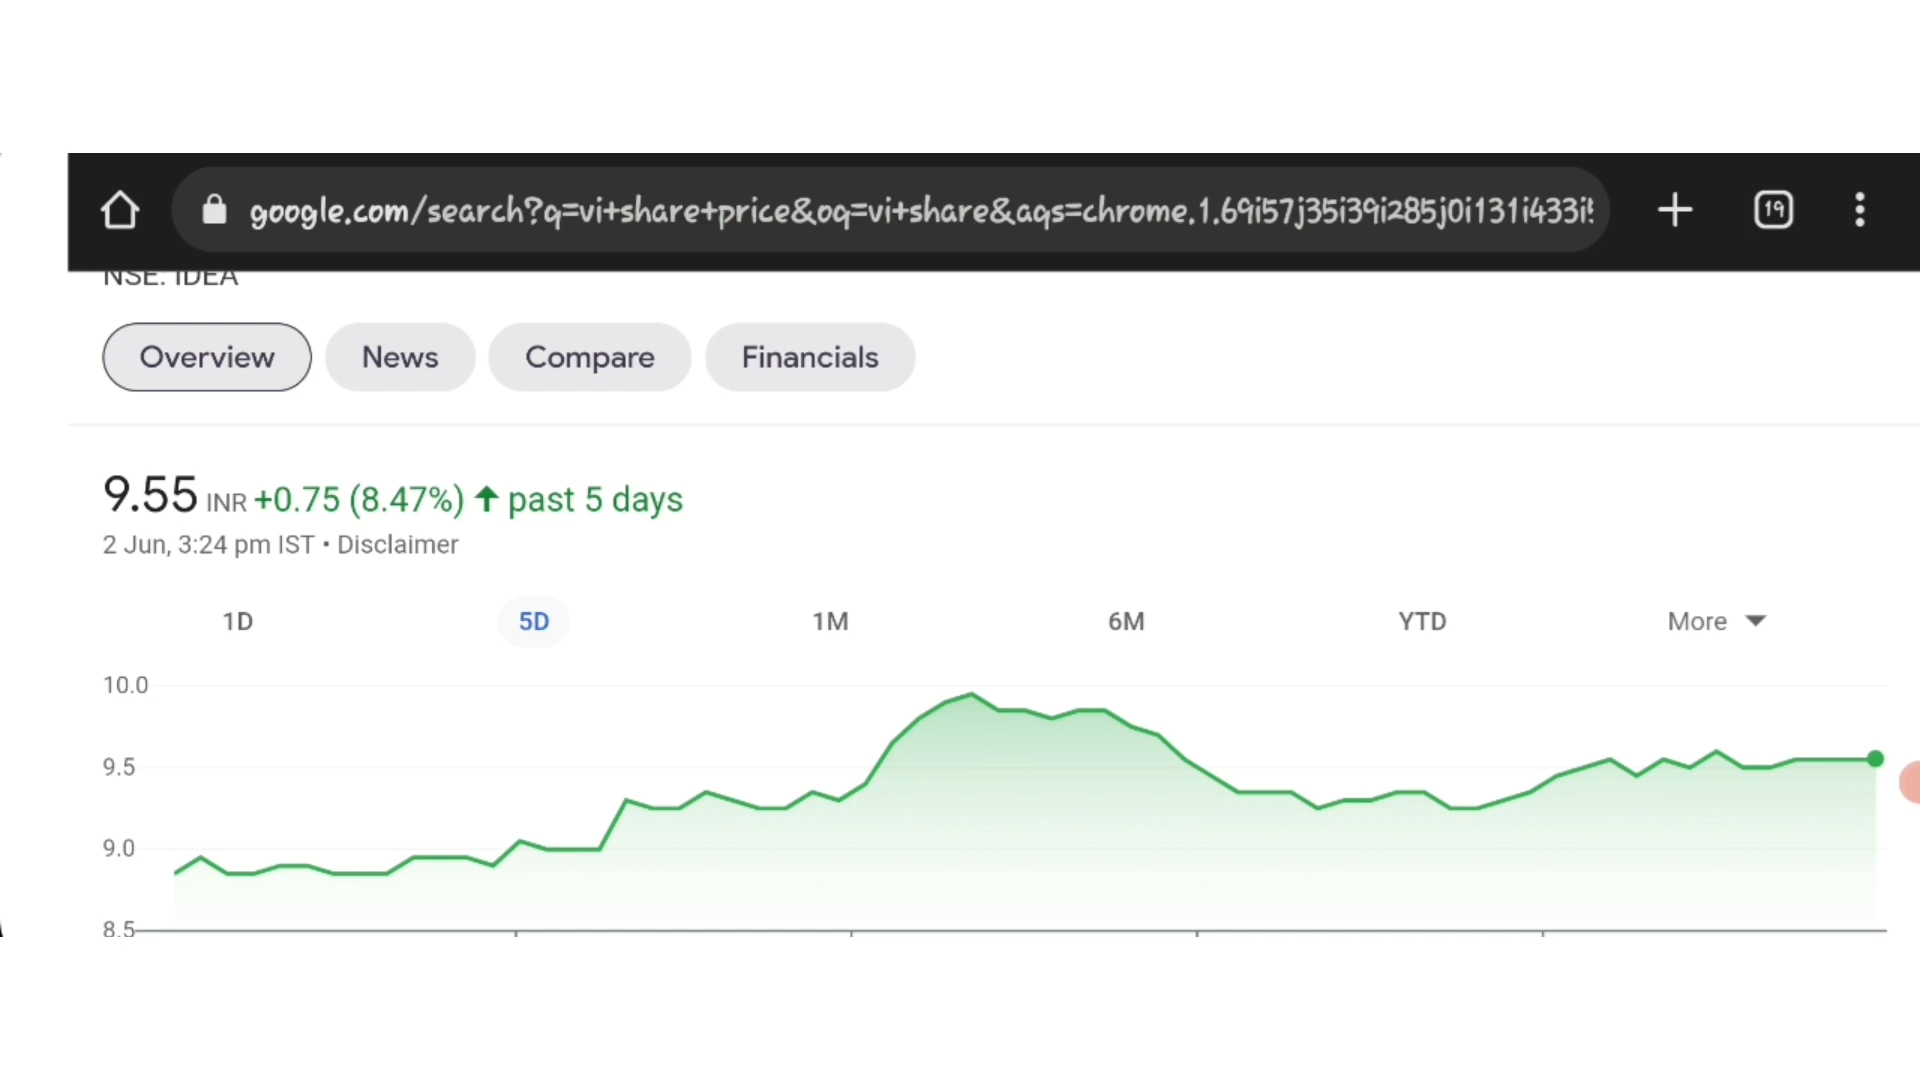 google.com/search?q=vi+share+price&oq=vi+share&aqs=chrome.1.69i57j35i39i285j0i131i433i!
19
NSE: IDEA
Overview News Compare Financials
9.55 INR +0.75 (8.47%) ↑ past 5 days
2 Jun, 3:24 pm IST • Disclaimer
1D 5D 1M 6M YTD More
10.0
9.5
9.0
8.5